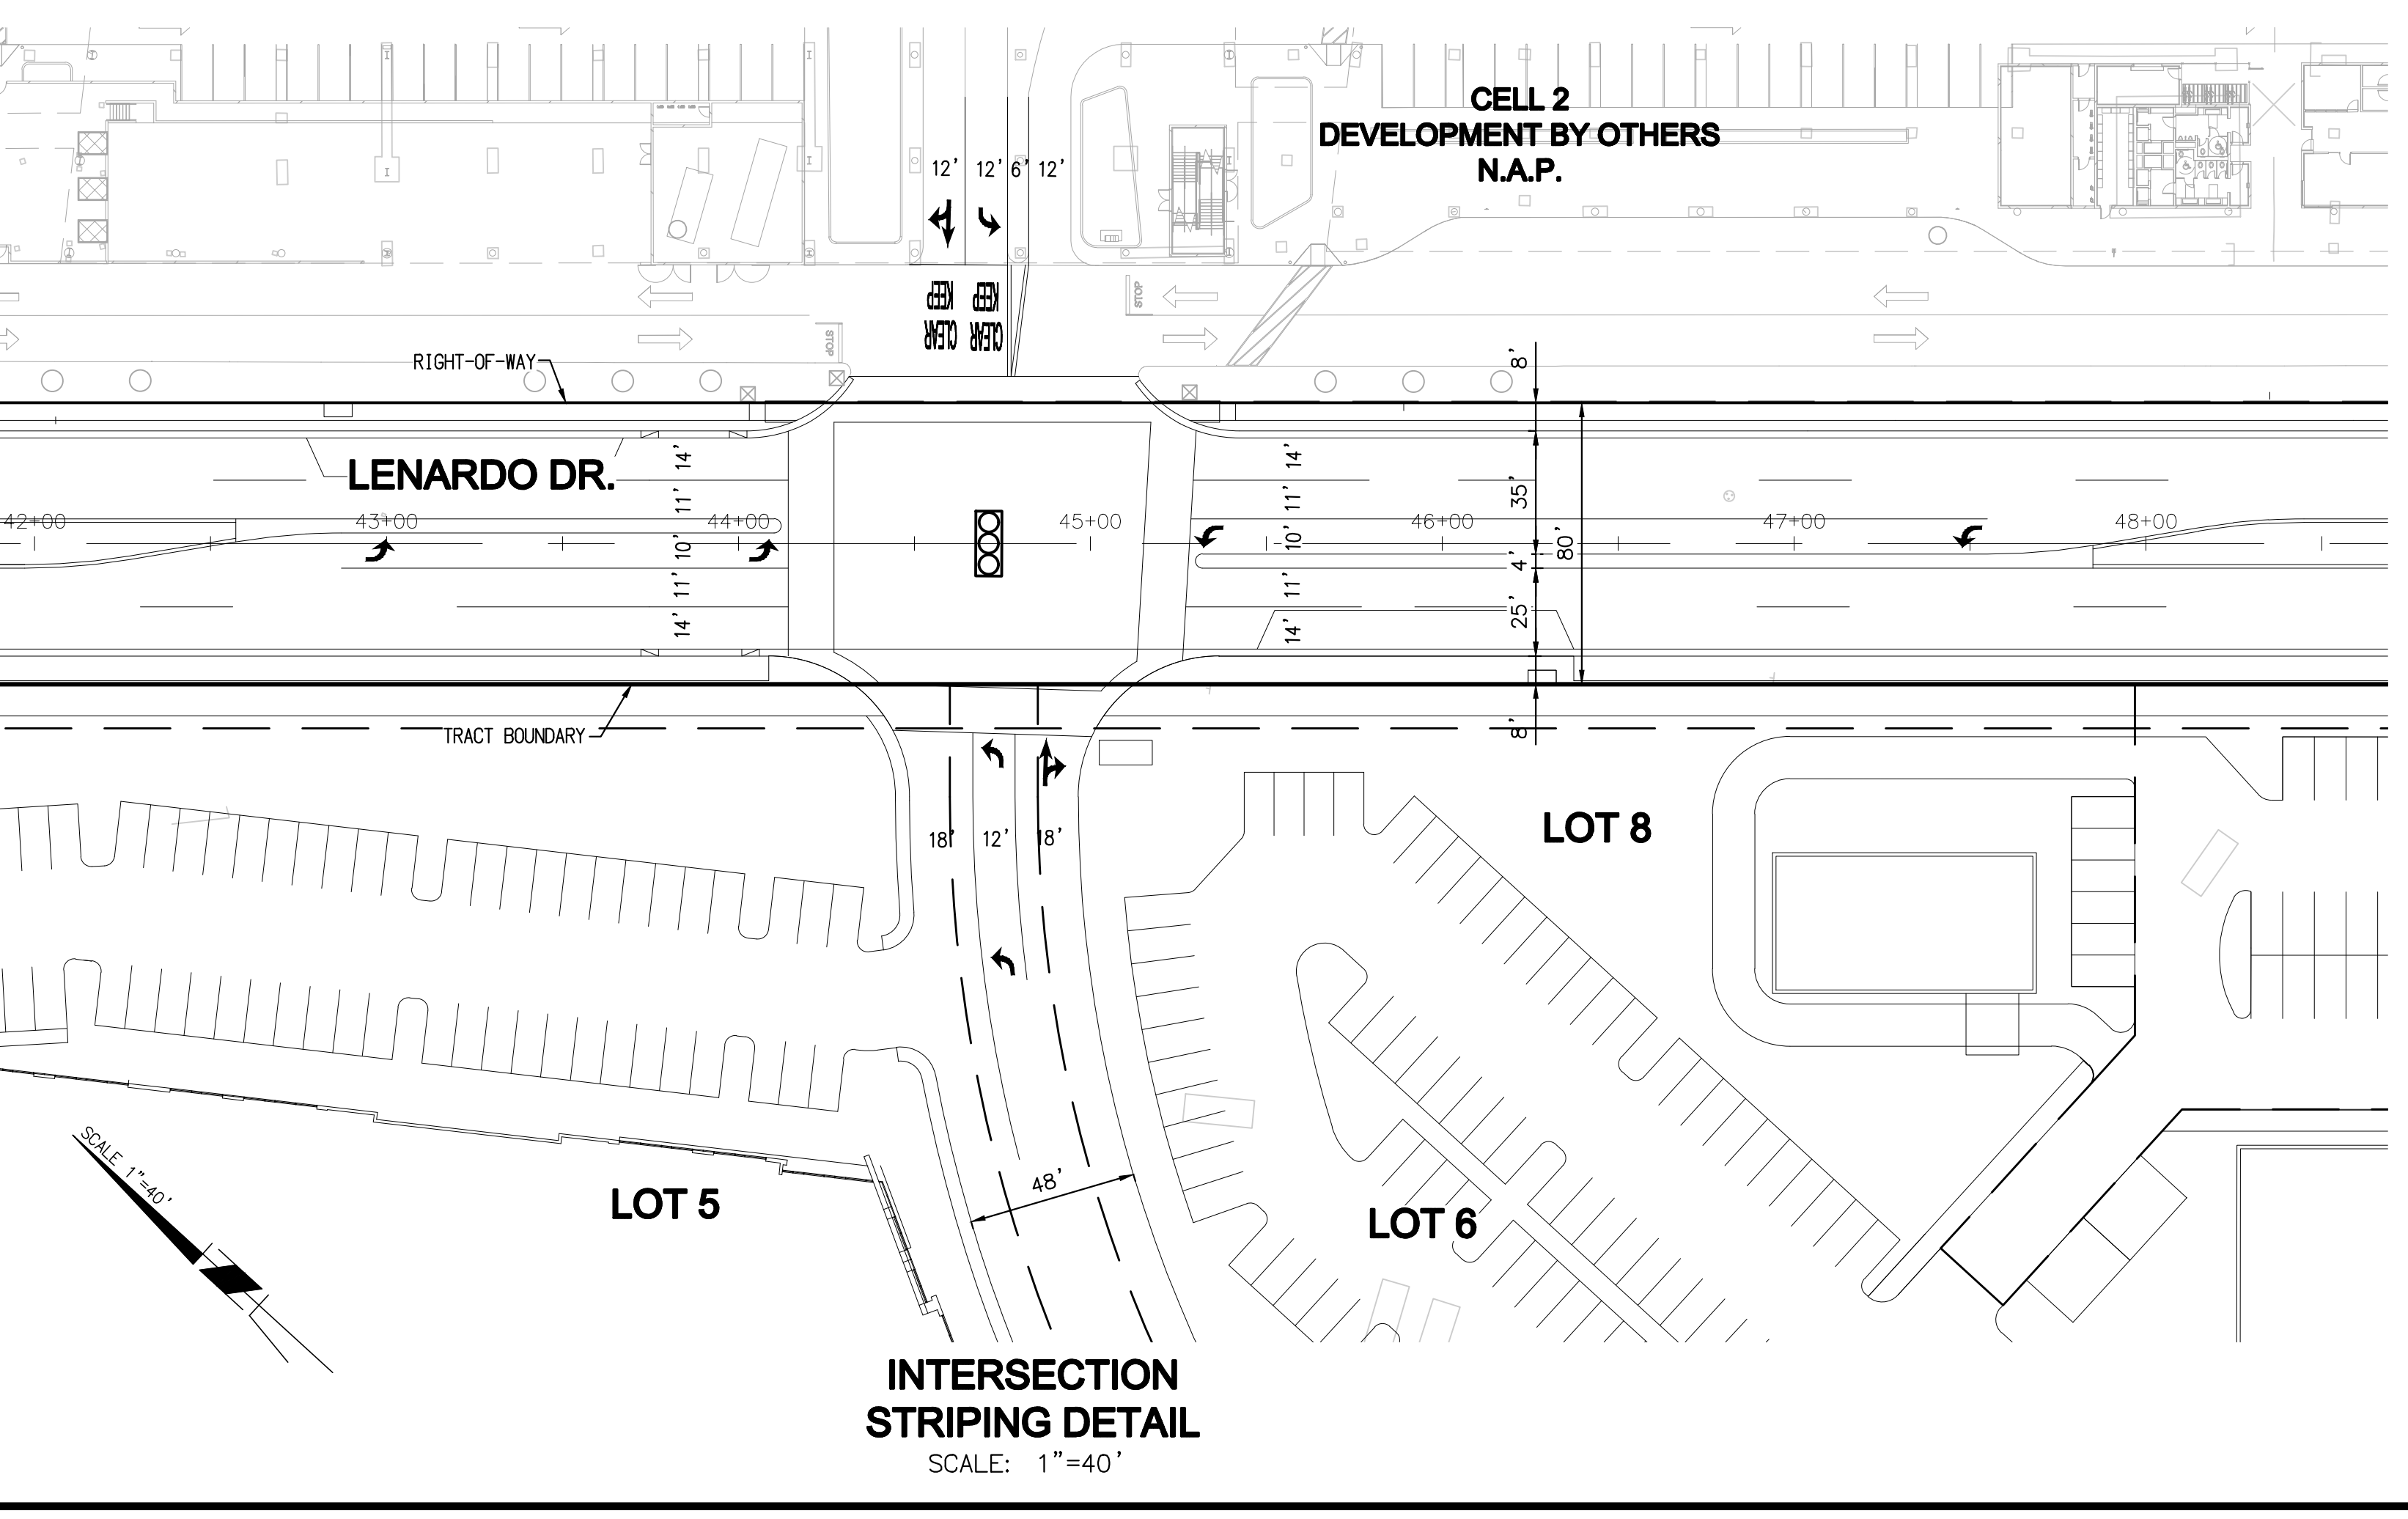 CELL 2
DEVELOPMENT BY OTHERS
N.A.P.
12' 12' 6' 12'
KEEP KEEP
CLEAR CLEAR
STOP
STOP
RIGHT-OF-WAY
8'
LENARDO DR.
14'
11'
10'
11'
14'
14'
11'
10'
11'
14'
35'
4'
25'
80'
8'
42+00
43+00
44+00
45+00
46+00
47+00
48+00
TRACT BOUNDARY
18' 12' 18'
LOT 8
48'
LOT 5
LOT 6
SCALE 1"=40'
INTERSECTION
STRIPING DETAIL
SCALE: 1"=40'